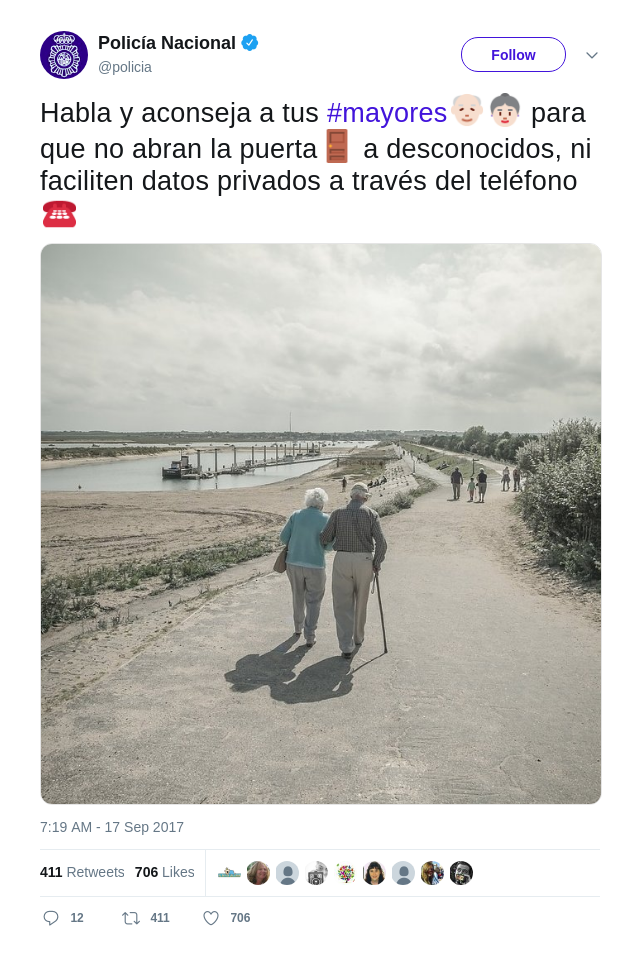 Policía Nacional
@policia
Follow
Habla y aconseja a tus #mayores👴🏻👵🏻 para
que no abran la puerta🚪 a desconocidos, ni
faciliten datos privados a través del teléfono
☎️
7:19 AM - 17 Sep 2017
411 Retweets 706 Likes
12 411 706